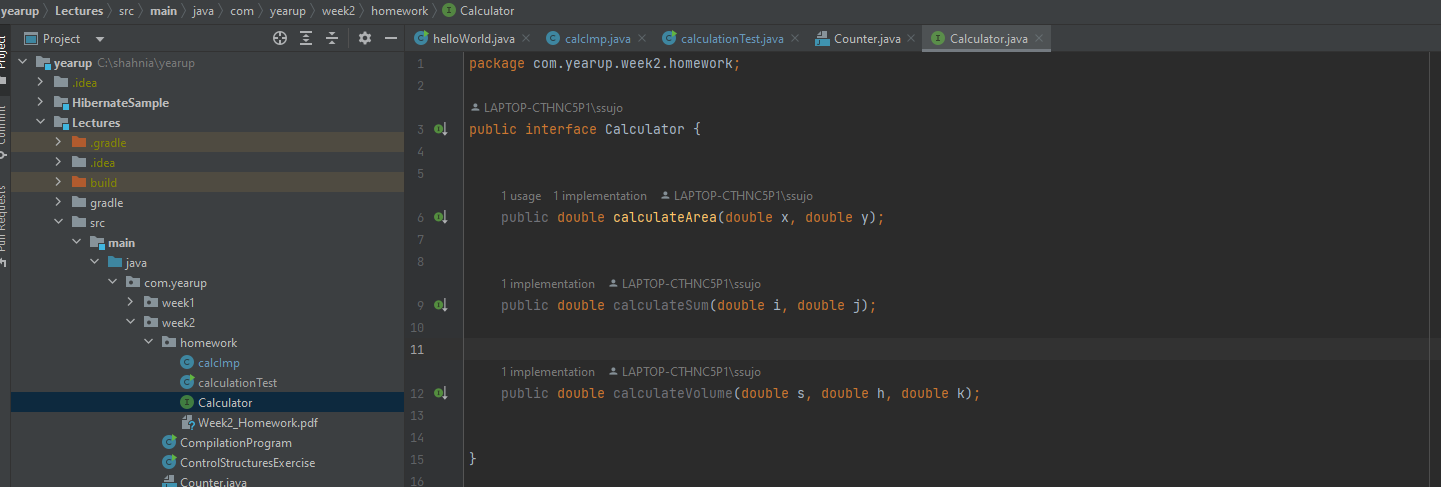 yearup Lectures src main java com yearup week2 homework Calculator
Project
Project
Commit
Pull Requests
yearup C:\shahnia\yearup
.idea
HibernateSample
Lectures
.gradle
.idea
build
gradle
src
main
java
com.yearup
week1
week2
homework
calcImp
calculationTest
Calculator
Week2_Homework.pdf
CompilationProgram
ControlStructuresExercise
Counter.java
helloWorld.java calcImp.java calculationTest.java Counter.java Calculator.java
1 package com.yearup.week2.homework;
2
LAPTOP-CTHNC5P1\ssujo
3 public interface Calculator {
4
5
1 usage 1 implementation LAPTOP-CTHNC5P1\ssujo
6 public double calculateArea(double x, double y);
7
8
1 implementation LAPTOP-CTHNC5P1\ssujo
9 public double calculateSum(double i, double j);
10
11
1 implementation LAPTOP-CTHNC5P1\ssujo
12 public double calculateVolume(double s, double h, double k);
13
14
15 }
16